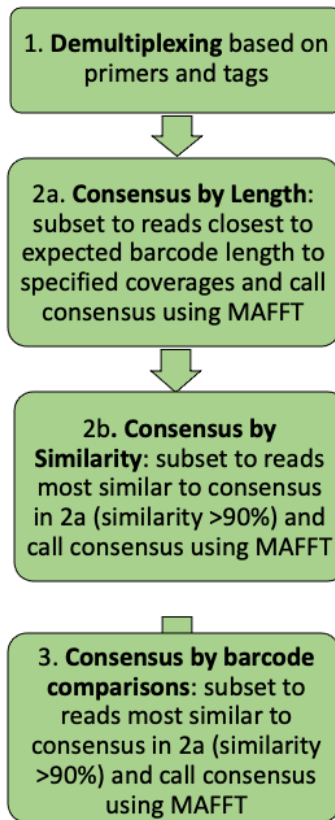 1. Demultiplexing based on
primers and tags
2a. Consensus by Length:
subset to reads closest to
expected barcode length to
specified coverages and call
consensus using MAFFT
2b. Consensus by
Similarity: subset to reads
most similar to consensus
in 2a (similarity >90%) and
call consensus using MAFFT
3. Consensus by barcode
comparisons: subset to
reads most similar to
consensus in 2a (similarity
>90%) and call consensus
using MAFFT